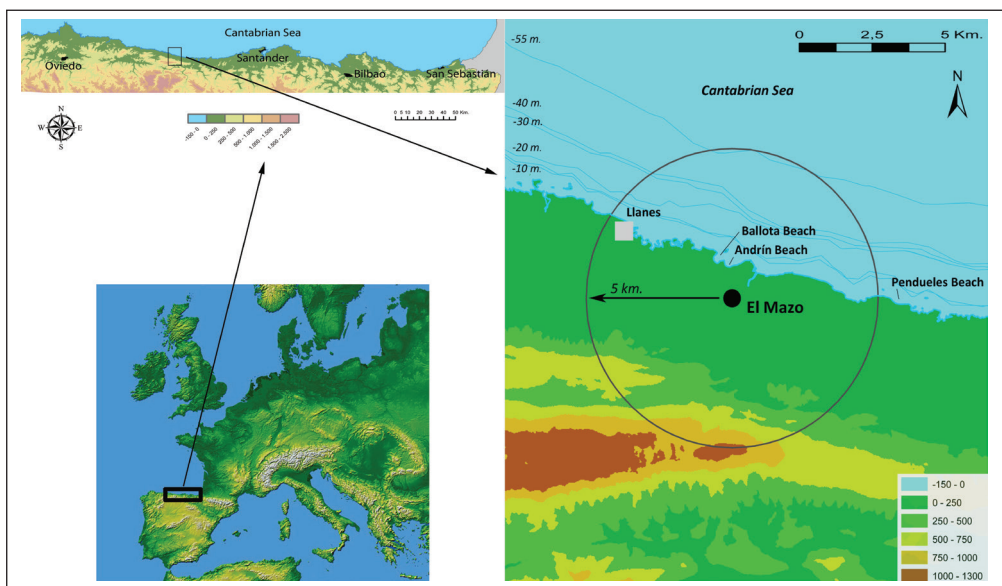 Cantabrian Sea
Oviedo
Santander
Bilbao
San Sebastián
N
W E
S
-150 - 0
0 - 250
250 - 500
500 - 1.000
1.000 - 1.500
1.500 - 2.000
0 5 10 20 30 40 50 Km.
0 2,5 5 Km.
N
-55 m.
Cantabrian Sea
-40 m.
-30 m.
-20 m.
-10 m.
Llanes
Ballota Beach
Andrín Beach
Pendueles Beach
5 km.
El Mazo
-150 - 0
0 - 250
250 - 500
500 - 750
750 - 1000
1000 - 1300